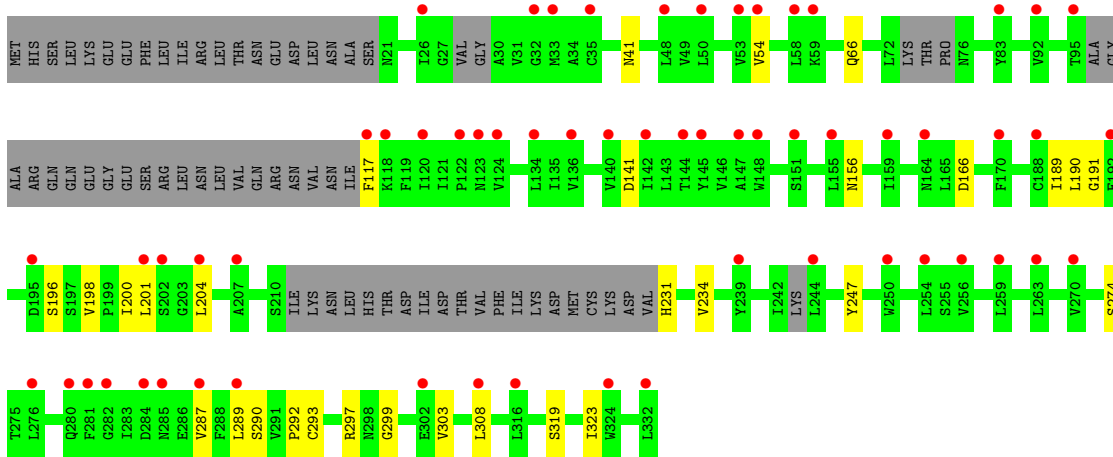 MET HIS SER LEU LYS GLU GLU PHE LEU ILE ARG LEU THR ASN GLU ASP LEU ASN ALA SER N21 I26 G27 VAL GLY A30 V31 G32 M33 A34 C35 N41 L48 V49 L50 V53 V54 L58 K59 Q66 L72 LYS THR PRO N76 Y83 V92 T95 ALA GLY
ALA ARG GLN GLN GLU GLY GLU SER ARG LEU ASN LEU VAL GLN ARG ASN VAL ASN ILE F117 K118 F119 I120 I121 P122 N123 V124 L134 I135 V136 V140 D141 I142 L143 T144 Y145 V146 A147 W148 S151 L155 N156 I159 N164 L165 D166 F170 C188 I189 L190 G191
D195 S196 S197 V198 P199 I200 L201 S202 G203 L204 A207 S210 ILE LYS ASN LEU HIS THR ASP ILE ASP THR VAL PHE ILE LYS ASP MET CYS LYS ASP VAL H231 V234 Y239 I242 LYS L244 Y247 W250 L254 S255 V256 L259 L263 V270 S274
T275 L276 Q280 F281 G282 I283 D284 N285 E286 V287 F288 L289 S290 V291 P292 C293 R297 N298 G299 E302 V303 L308 L316 S319 I323 W324 L332